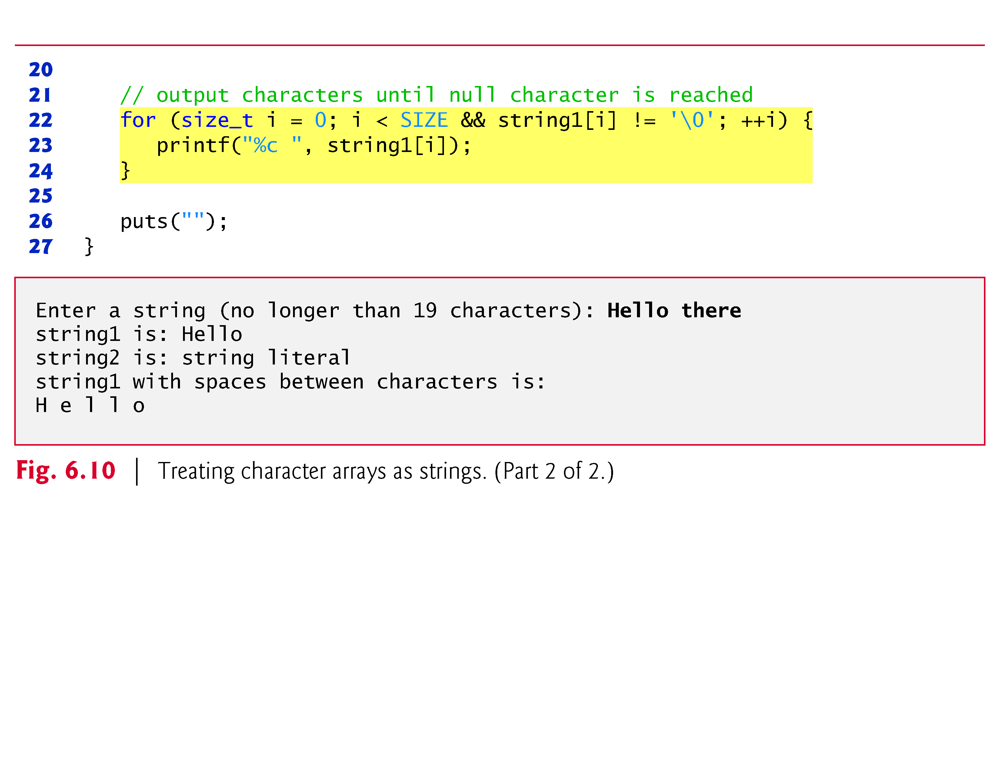 20
21 // output characters until null character is reached
22 for (size_t i = 0; i < SIZE && string1[i] != '\0'; ++i) {
23 printf("%c ", string1[i]);
24 }
25
26 puts("");
27 }
Enter a string (no longer than 19 characters): Hello there
string1 is: Hello
string2 is: string literal
string1 with spaces between characters is:
H e l l o
Fig. 6.10 | Treating character arrays as strings. (Part 2 of 2.)